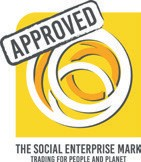 APPROVED
THE SOCIAL ENTERPRISE MARK
TRADING FOR PEOPLE AND PLANET